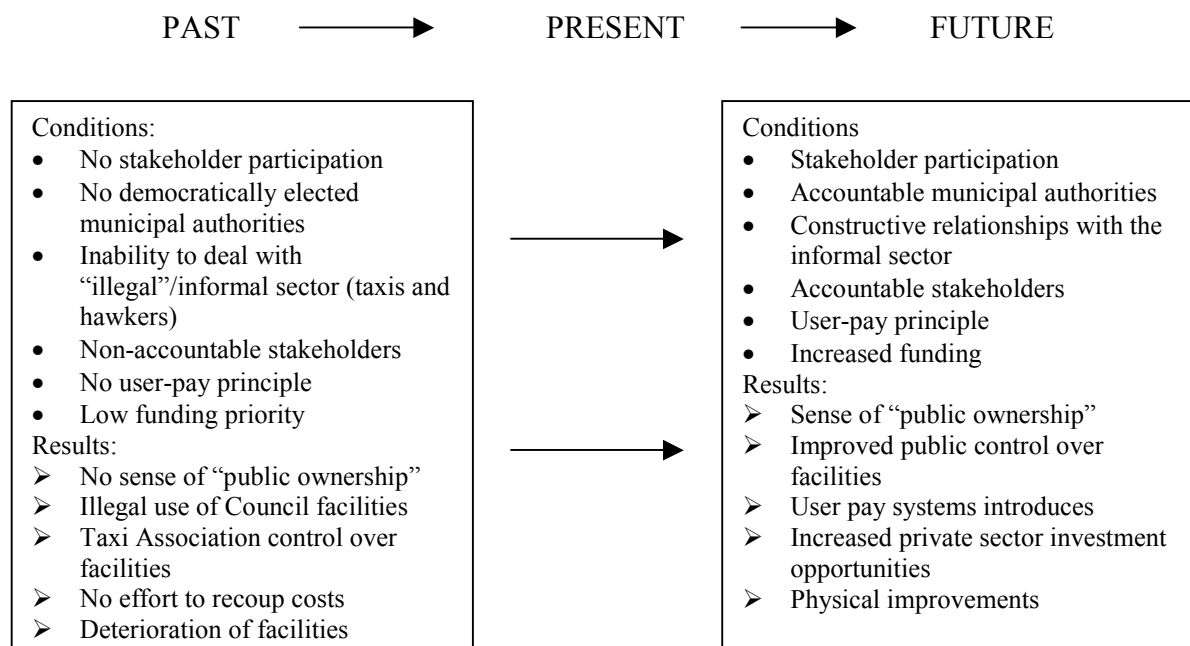 PAST PRESENT FUTURE
Conditions:
• No stakeholder participation
• No democratically elected
municipal authorities
• Inability to deal with
“illegal”/informal sector (taxis and
hawkers)
• Non-accountable stakeholders
• No user-pay principle
• Low funding priority
Results:
➢ No sense of “public ownership”
➢ Illegal use of Council facilities
➢ Taxi Association control over
facilities
➢ No effort to recoup costs
➢ Deterioration of facilities
Conditions
• Stakeholder participation
• Accountable municipal authorities
• Constructive relationships with the
informal sector
• Accountable stakeholders
• User-pay principle
• Increased funding
Results:
➢ Sense of “public ownership”
➢ Improved public control over
facilities
➢ User pay systems introduces
➢ Increased private sector investment
opportunities
➢ Physical improvements